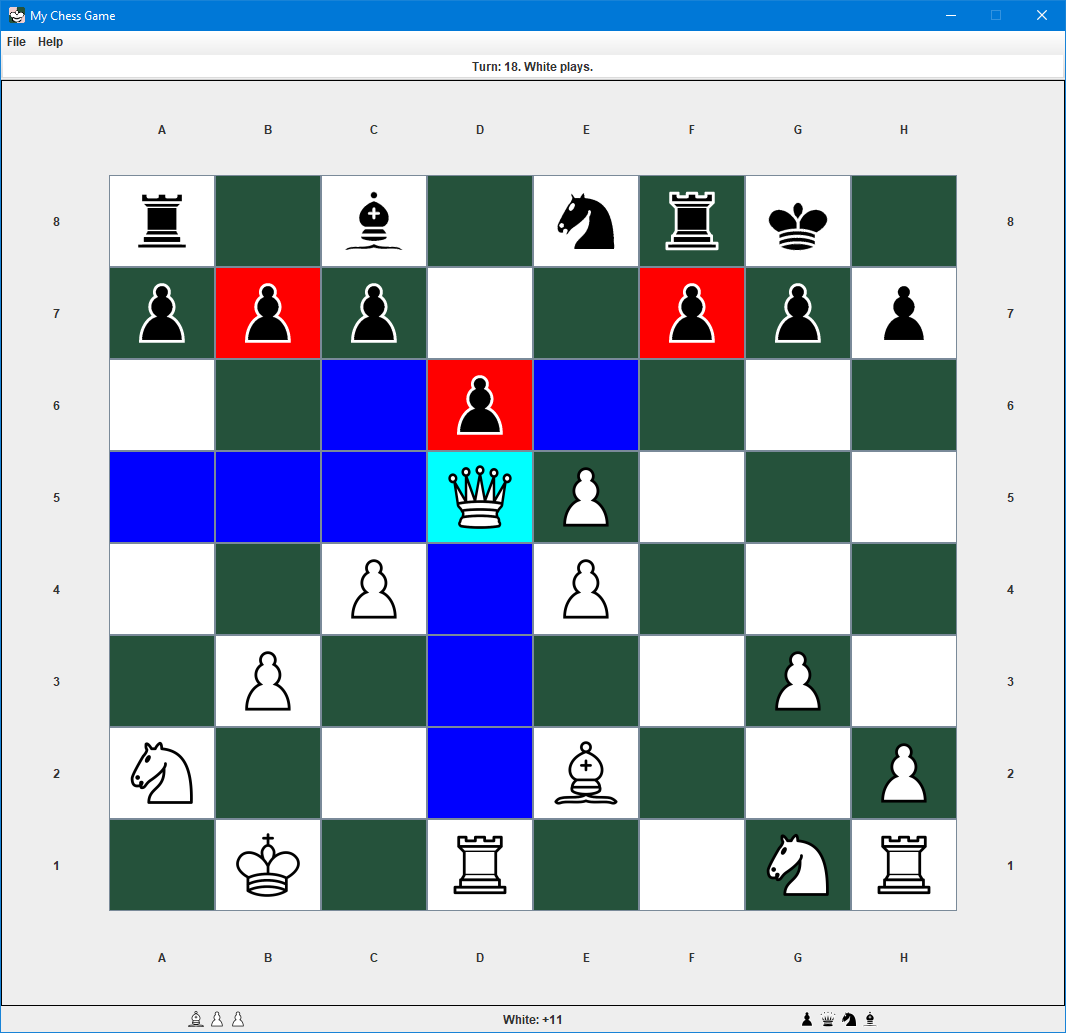 My Chess Game
File Help
Turn: 18. White plays.
A B C D E F G H
8 8
7 7
6 6
5 5
4 4
3 3
2 2
1 1
A B C D E F G H
White: +11